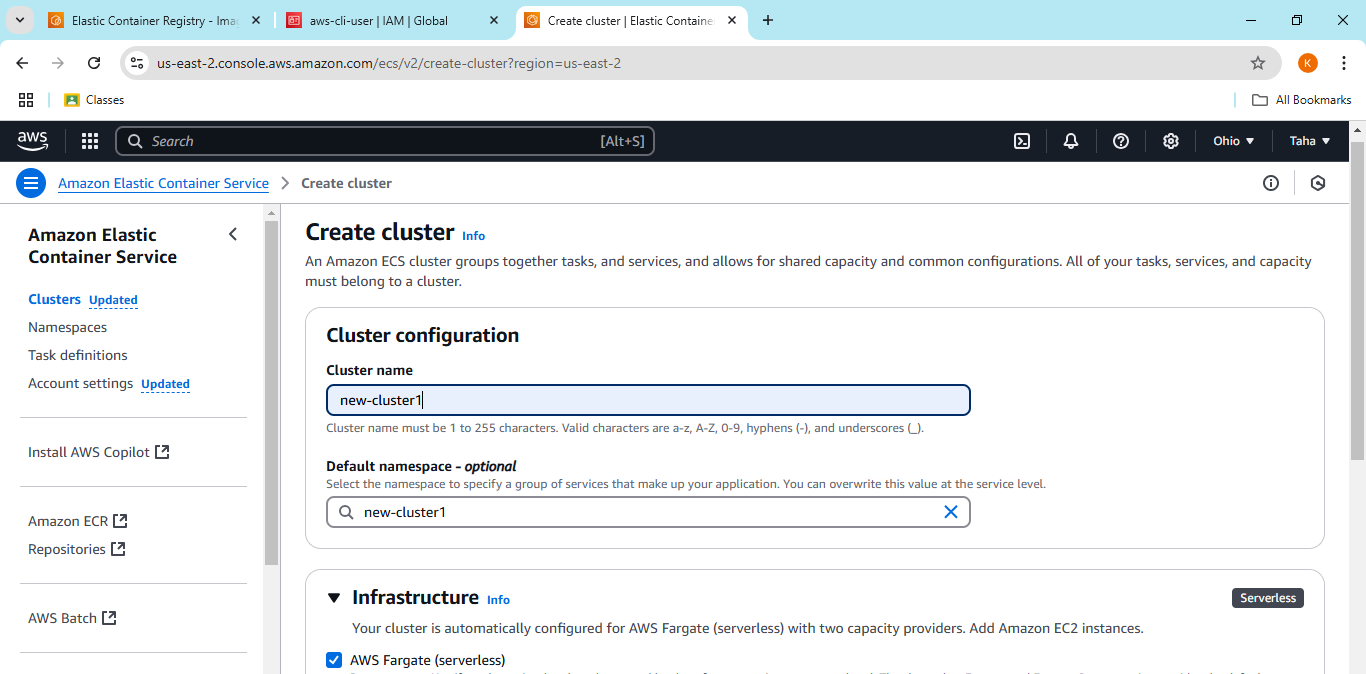 Elastic Container Registry - Ima
aws-cli-user | IAM | Global
Create cluster | Elastic Containe
us-east-2.console.aws.amazon.com/ecs/v2/create-cluster?region=us-east-2
K
Classes
All Bookmarks
aws
Search
[Alt+S]
Ohio
Taha
Amazon Elastic Container Service
Create cluster
Amazon Elastic
Container Service
Clusters Updated
Namespaces
Task definitions
Account settings Updated
Install AWS Copilot
Amazon ECR
Repositories
AWS Batch
Create cluster Info
An Amazon ECS cluster groups together tasks, and services, and allows for shared capacity and common configurations. All of your tasks, services, and capacity
must belong to a cluster.
Cluster configuration
Cluster name
new-cluster1
Cluster name must be 1 to 255 characters. Valid characters are a-z, A-Z, 0-9, hyphens (-), and underscores (_).
Default namespace - optional
Select the namespace to specify a group of services that make up your application. You can overwrite this value at the service level.
new-cluster1
Infrastructure Info
Serverless
Your cluster is automatically configured for AWS Fargate (serverless) with two capacity providers. Add Amazon EC2 instances.
AWS Fargate (serverless)